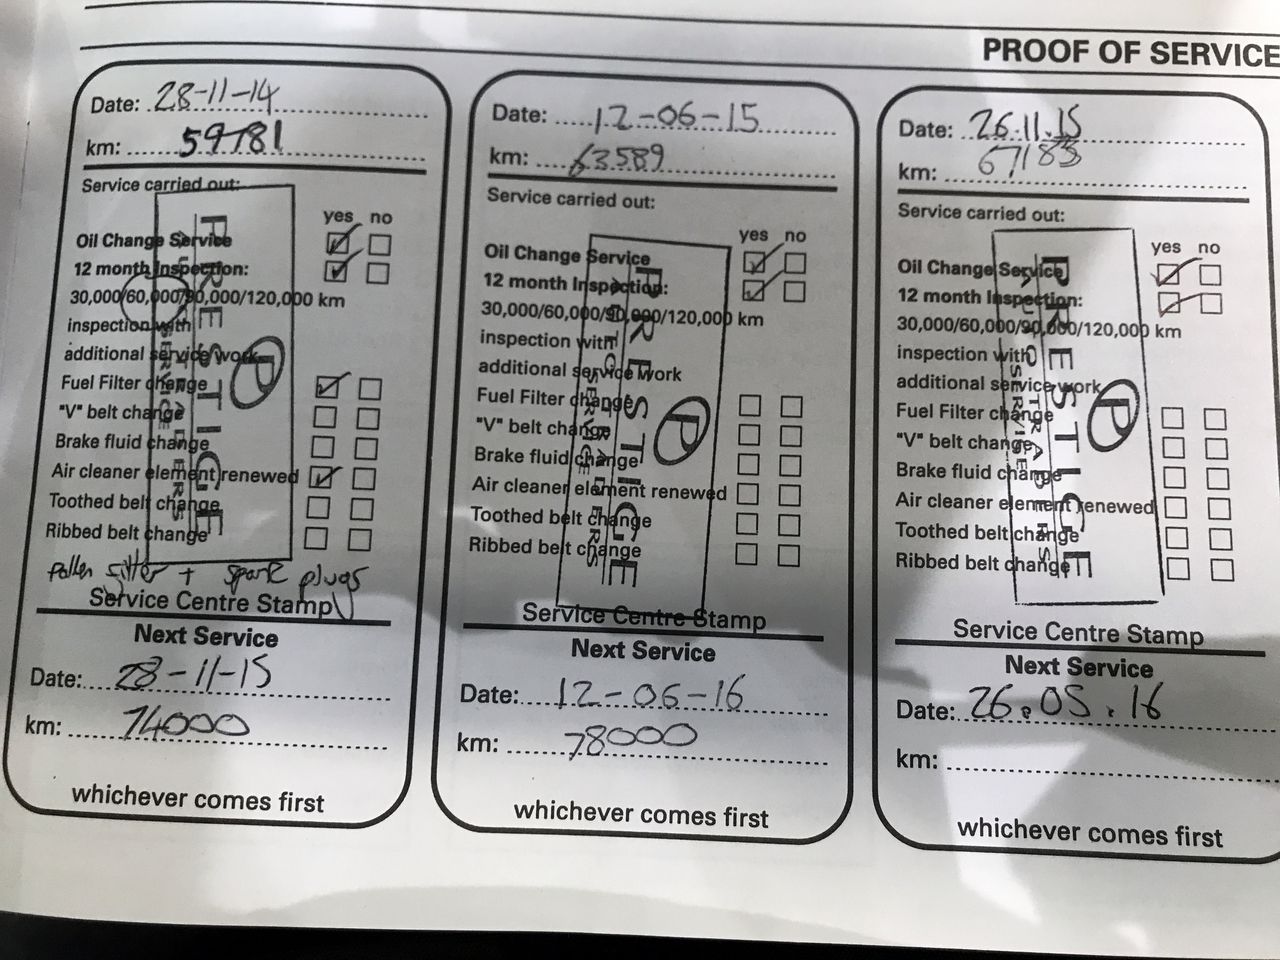 PROOF OF SERVICE
Date: 28-11-14
km: 59781
Service carried out:
yes no
Oil Change Service
12 month Inspection:
30,000/60,000/90,000/120,000 km
inspection with
additional service work
Fuel Filter change
"V" belt change
Brake fluid change
Air cleaner element renewed
Toothed belt change
Ribbed belt change
PRESTIGE
P
pollen filter + spark plugs
Service Centre Stamp
Next Service
Date: 28-11-15
km: 74000
whichever comes first
Date: 12-06-15
km: 63589
Service carried out:
yes no
Oil Change Service
12 month Inspection:
30,000/60,000/90,000/120,000 km
inspection with
additional service work
Fuel Filter change
"V" belt change
Brake fluid change
Air cleaner element renewed
Toothed belt change
Ribbed belt change
PRESTIGE
P
Service Centre Stamp
Next Service
Date: 12-06-16
km: 78000
whichever comes first
Date: 26.11.15
km: 67183
Service carried out:
yes no
Oil Change Service
12 month Inspection:
30,000/60,000/90,000/120,000 km
inspection with
additional service work
Fuel Filter change
"V" belt change
Brake fluid change
Air cleaner element renewed
Toothed belt change
Ribbed belt change
PRESTIGE
P
Service Centre Stamp
Next Service
Date: 26.05.16
km:
whichever comes first